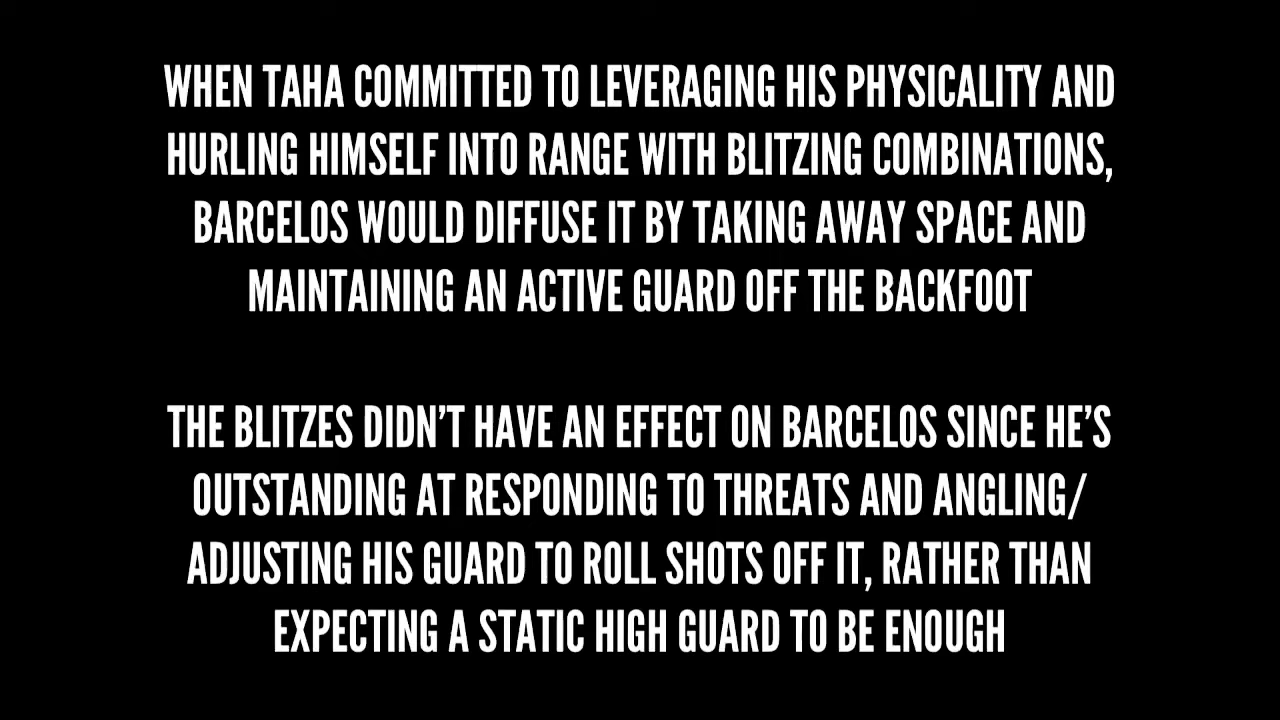 WHEN TAHA COMMITTED TO LEVERAGING HIS PHYSICALITY AND
HURLING HIMSELF INTO RANGE WITH BLITZING COMBINATIONS,
BARCELOS WOULD DIFFUSE IT BY TAKING AWAY SPACE AND
MAINTAINING AN ACTIVE GUARD OFF THE BACKFOOT
THE BLITZES DIDN’T HAVE AN EFFECT ON BARCELOS SINCE HE’S
OUTSTANDING AT RESPONDING TO THREATS AND ANGLING/
ADJUSTING HIS GUARD TO ROLL SHOTS OFF IT, RATHER THAN
EXPECTING A STATIC HIGH GUARD TO BE ENOUGH